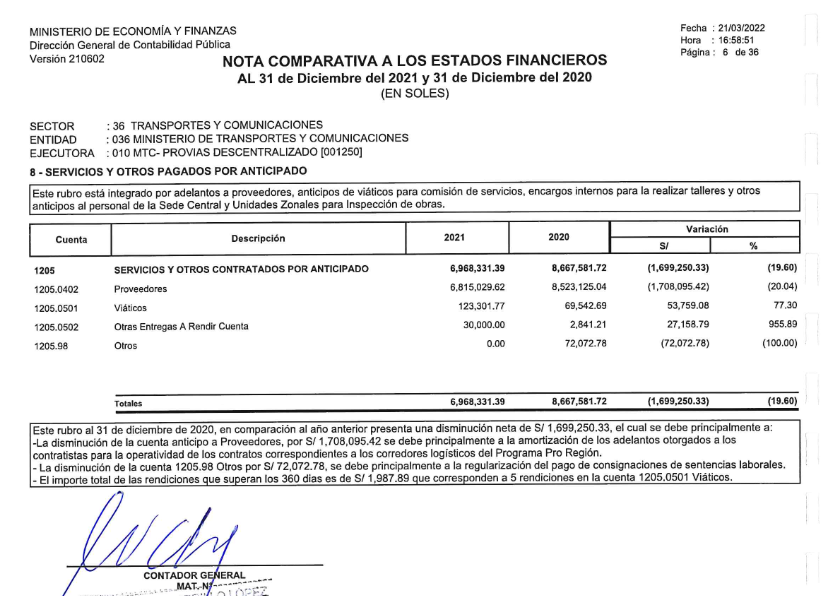 MINISTERIO DE ECONOMÍA Y FINANZAS
Dirección General de Contabilidad Pública
Versión 210602
Fecha : 21/03/2022
Hora : 16:58:51
Página : 6 de 36
NOTA COMPARATIVA A LOS ESTADOS FINANCIEROS
AL 31 de Diciembre del 2021 y 31 de Diciembre del 2020
(EN SOLES)
SECTOR : 36 TRANSPORTES Y COMUNICACIONES
ENTIDAD : 036 MINISTERIO DE TRANSPORTES Y COMUNICACIONES
EJECUTORA : 010 MTC- PROVIAS DESCENTRALIZADO [001250]
8 - SERVICIOS Y OTROS PAGADOS POR ANTICIPADO
Este rubro está integrado por adelantos a proveedores, anticipos de viáticos para comisión de servicios, encargos internos para la realizar talleres y otros
anticipos al personal de la Sede Central y Unidades Zonales para Inspección de obras.
Cuenta Descripción 2021 2020 Variación
S/ %
1205 SERVICIOS Y OTROS CONTRATADOS POR ANTICIPADO 6,968,331.39 8,667,581.72 (1,699,250.33) (19.60)
1205.0402 Proveedores 6,815,029.62 8,523,125.04 (1,708,095.42) (20.04)
1205.0501 Viáticos 123,301.77 69,542.69 53,759.08 77.30
1205.0502 Otras Entregas A Rendir Cuenta 30,000.00 2,841.21 27,158.79 955.89
1205.98 Otros 0.00 72,072.78 (72,072.78) (100.00)
Totales 6,968,331.39 8,667,581.72 (1,699,250.33) (19.60)
Este rubro al 31 de diciembre de 2020, en comparación al año anterior presenta una disminución neta de S/ 1,699,250.33, el cual se debe principalmente a:
-La disminución de la cuenta anticipo a Proveedores, por S/ 1,708,095.42 se debe principalmente a la amortización de los adelantos otorgados a los
contratistas para la operatividad de los contratos correspondientes a los corredores logísticos del Programa Pro Región.
- La disminución de la cuenta 1205.98 Otros por S/ 72,072.78, se debe principalmente a la regularización del pago de consignaciones de sentencias laborales.
- El importe total de las rendiciones que superan los 360 dias es de S/ 1,987.89 que corresponden a 5 rendiciones en la cuenta 1205.0501 Viáticos.
CONTADOR GENERAL
MAT. Nº
LÓPEZ